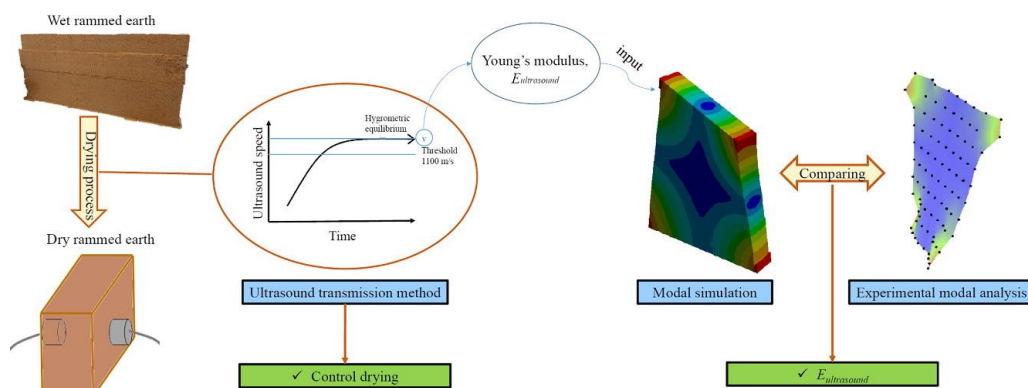 Wet rammed earth
Drying process
Dry rammed earth
Ultrasound speed
Hygrometric
equilibrium
v
Threshold
1100 m/s
Time
Ultrasound transmission method
✓ Control drying
Young's modulus,
Eultrasound
input
Modal simulation
Comparing
Experimental modal analysis
✓ Eultrasound